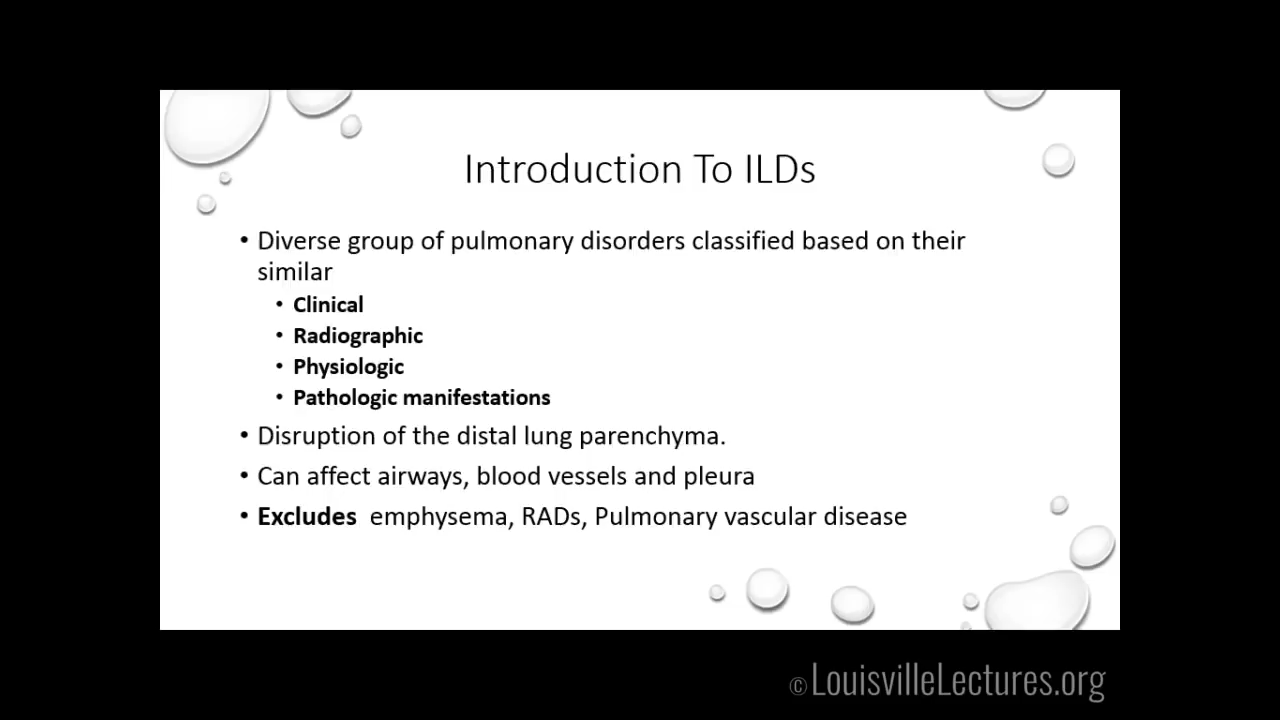 Introduction To ILDs
• Diverse group of pulmonary disorders classified based on their
similar
• Clinical
• Radiographic
• Physiologic
• Pathologic manifestations
• Disruption of the distal lung parenchyma.
• Can affect airways, blood vessels and pleura
• Excludes  emphysema, RADs, Pulmonary vascular disease
© LouisvilleLectures.org